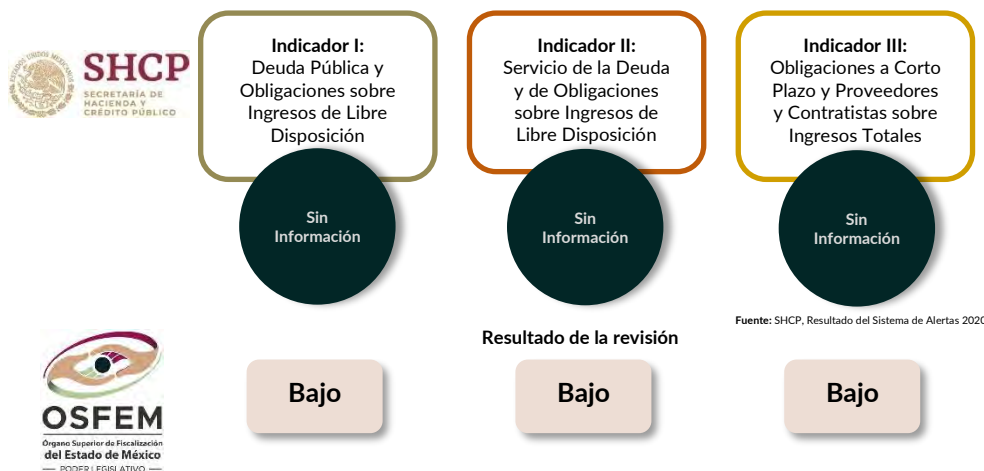 SHCP
SECRETARÍA DE
HACIENDA Y
CRÉDITO PÚBLICO
Indicador I:
Deuda Pública y
Obligaciones sobre
Ingresos de Libre
Disposición
Sin
Información
Indicador II:
Servicio de la Deuda
y de Obligaciones
sobre Ingresos de
Libre Disposición
Sin
Información
Indicador III:
Obligaciones a Corto
Plazo y Proveedores
y Contratistas sobre
Ingresos Totales
Sin
Información
Fuente: SHCP, Resultado del Sistema de Alertas 2020
Resultado de la revisión
OSFEM
Órgano Superior de Fiscalización
del Estado de México
PODER LEGISLATIVO
Bajo
Bajo
Bajo